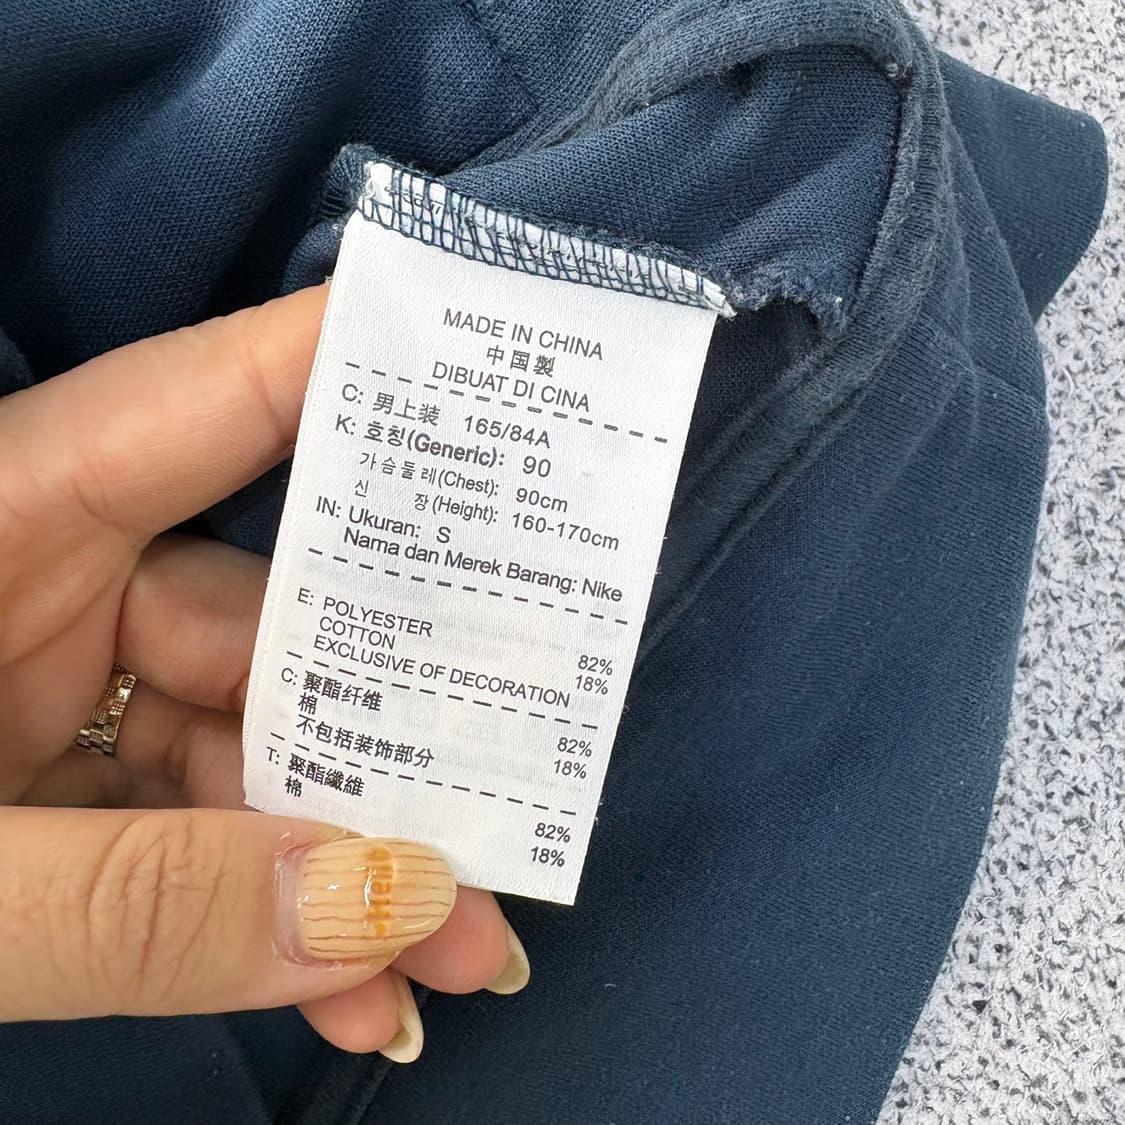 MADE IN CHINA
中国製
DIBUAT DI CINA
C: 男上装 165/84A
K: 호칭(Generic): 90
가슴둘레(Chest): 90cm
신 장(Height): 160-170cm
IN: Ukuran: S
Nama dan Merek Barang: Nike
E: POLYESTER 82%
COTTON 18%
EXCLUSIVE OF DECORATION
C: 聚酯纤维 82%
棉 18%
不包括装饰部分
T: 聚酯纖維 82%
棉 18%